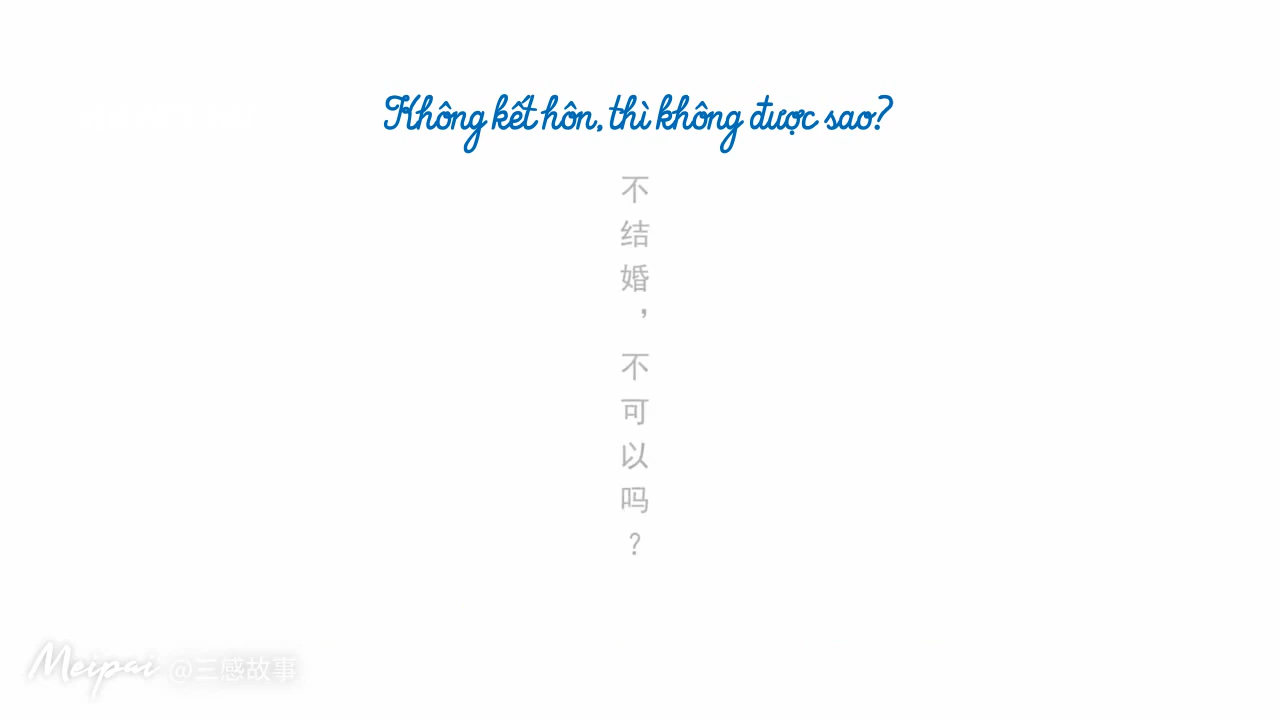 Không kết hôn, thì không được sao?
不结婚，不可以吗？
Meipai @三感故事